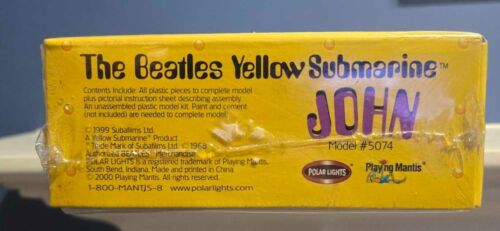 The Beatles Yellow Submarine™
Contents Include: All plastic pieces to complete model
plus pictorial instruction sheet describing assembly.
An unassembled plastic model kit. Paint and cement
(not included) are needed to complete model.
JOHN
Model #5074
© 1999 Subafilms Ltd.
A Yellow Submarine™ Product
™ Trade Mark of Subafilms Ltd. © 1968
Authorized BEATLES™ Merchandise
POLAR LIGHTS is a registered trademark of Playing Mantis,
South Bend, Indiana. Made and printed in China
© 2000 Playing Mantis. All rights reserved.
1-800-MANTIS-8 www.polarlights.com
POLAR LIGHTS
Playing Mantis